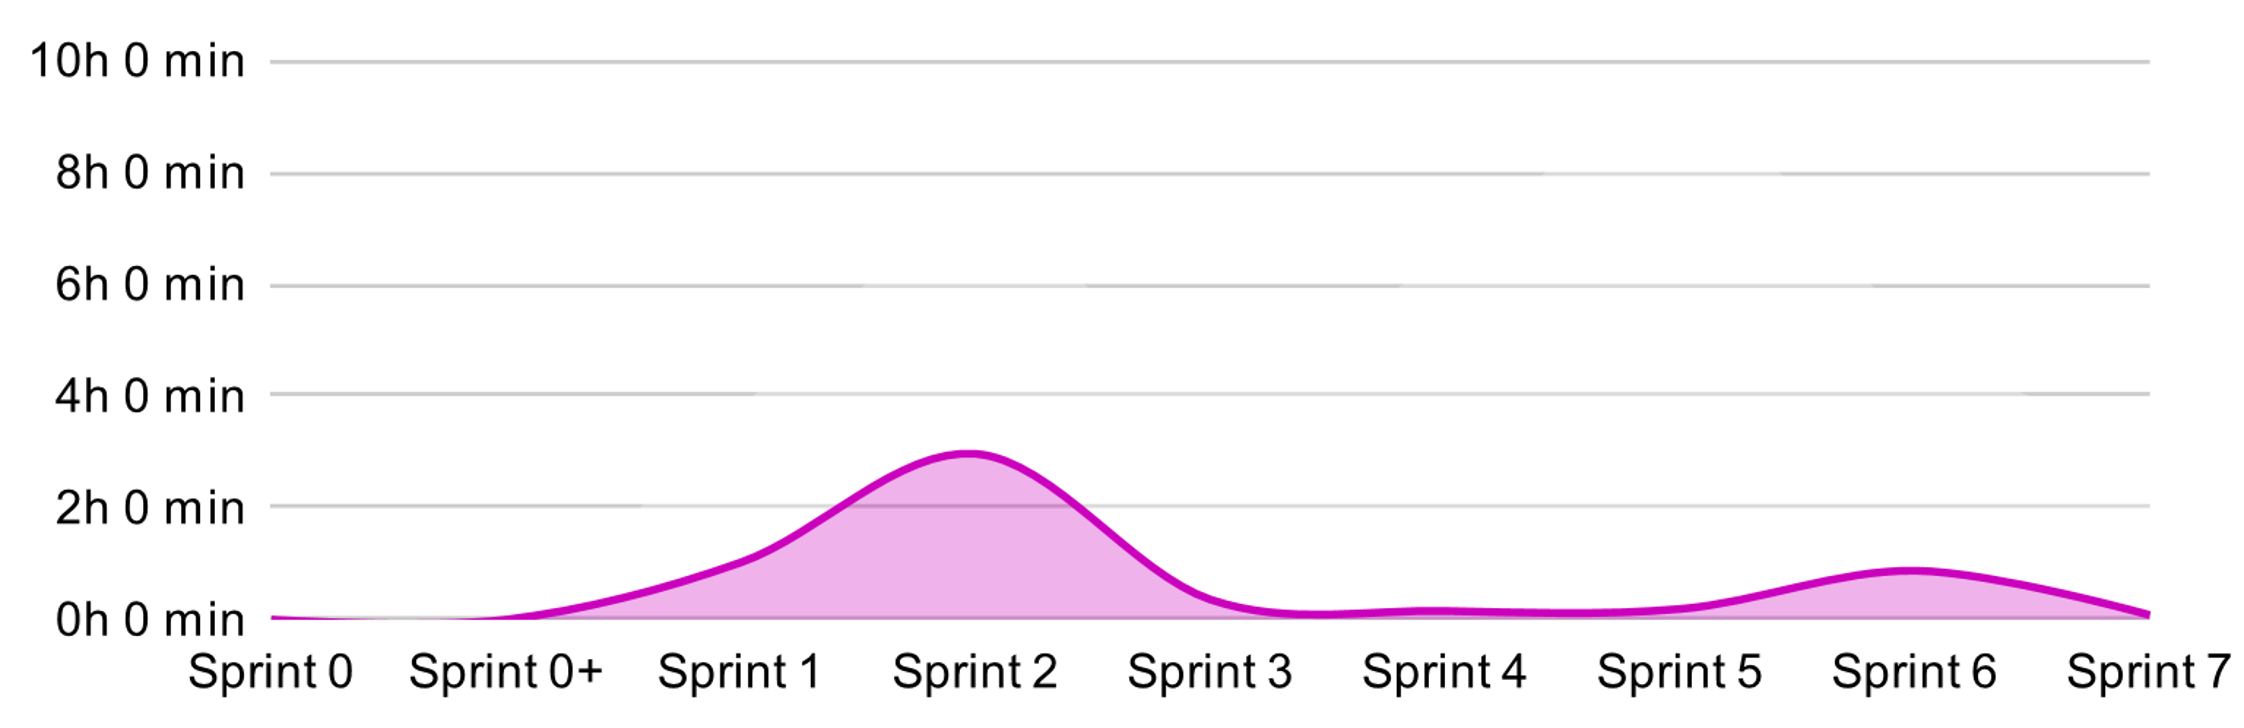 10h 0 min
8h 0 min
6h 0 min
4h 0 min
2h 0 min
0h 0 min
Sprint 0 Sprint 0+ Sprint 1 Sprint 2 Sprint 3 Sprint 4 Sprint 5 Sprint 6 Sprint 7